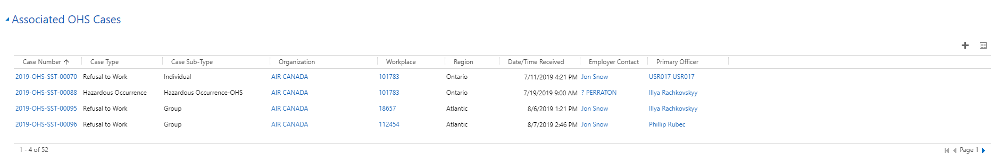 Associated OHS Cases
Case Number Case Type Case Sub-Type Organization Workplace Region Date/Time Received Employer Contact Primary Officer
2019-OHS-SST-00070 Refusal to Work Individual AIR CANADA 101783 Ontario 7/11/2019 4:21 PM Jon Snow USR017 USR017
2019-OHS-SST-00088 Hazardous Occurrence Hazardous Occurrence-OHS AIR CANADA 101783 Ontario 7/19/2019 9:00 AM ? PERRATON Illya Rachkovskyy
2019-OHS-SST-00095 Refusal to Work Group AIR CANADA 18657 Atlantic 8/6/2019 1:21 PM Jon Snow Illya Rachkovskyy
2019-OHS-SST-00096 Refusal to Work Group AIR CANADA 112454 Atlantic 8/7/2019 2:46 PM Jon Snow Phillip Rubec
1 - 4 of 52 Page 1